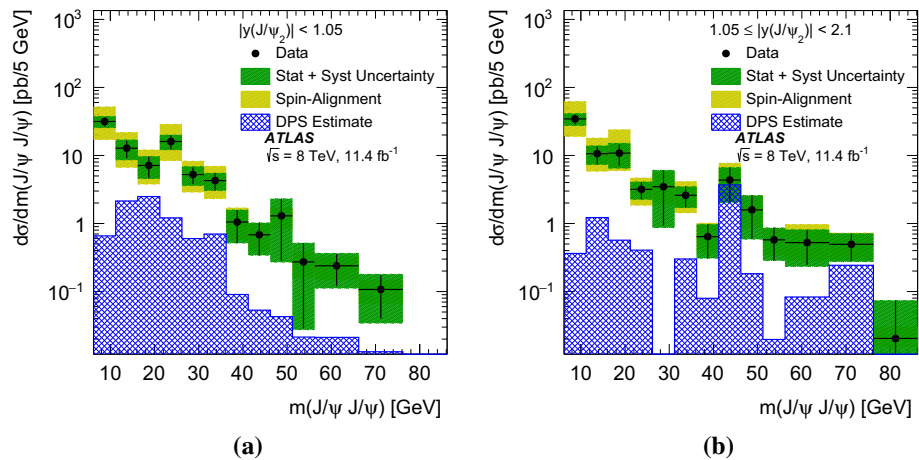 dσ/dm(J/ψ J/ψ) [pb/5 GeV]
10²
10
1
10⁻¹
|y(J/ψ₂)| < 1.05
Data
Stat + Syst Uncertainty
Spin-Alignment
DPS Estimate
ATLAS
√s = 8 TeV, 11.4 fb⁻¹
10 20 30 40 50 60 70 80
m(J/ψ J/ψ) [GeV]
(a)
dσ/dm(J/ψ J/ψ) [pb/5 GeV]
10²
10
1
10⁻¹
1.05 ≤ |y(J/ψ₂)| < 2.1
Data
Stat + Syst Uncertainty
Spin-Alignment
DPS Estimate
ATLAS
√s = 8 TeV, 11.4 fb⁻¹
10 20 30 40 50 60 70 80
m(J/ψ J/ψ) [GeV]
(b)